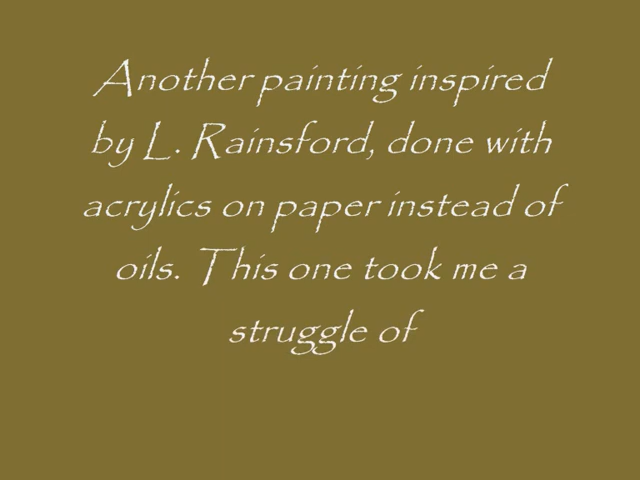 Another painting inspired
by L. Rainsford, done with
acrylics on paper instead of
oils. This one took me a
struggle of